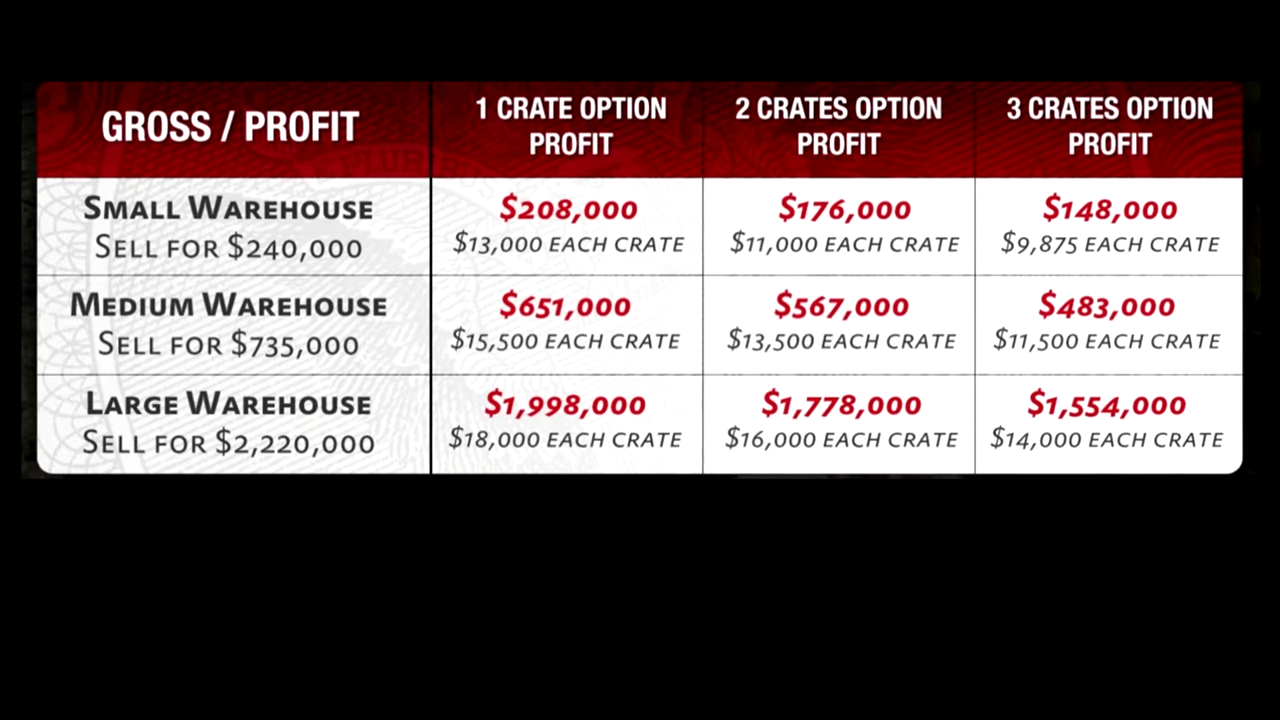 GROSS / PROFIT
1 CRATE OPTION
PROFIT
2 CRATES OPTION
PROFIT
3 CRATES OPTION
PROFIT
SMALL WAREHOUSE
SELL FOR $240,000
$208,000
$13,000 EACH CRATE
$176,000
$11,000 EACH CRATE
$148,000
$9,875 EACH CRATE
MEDIUM WAREHOUSE
SELL FOR $735,000
$651,000
$15,500 EACH CRATE
$567,000
$13,500 EACH CRATE
$483,000
$11,500 EACH CRATE
LARGE WAREHOUSE
SELL FOR $2,220,000
$1,998,000
$18,000 EACH CRATE
$1,778,000
$16,000 EACH CRATE
$1,554,000
$14,000 EACH CRATE